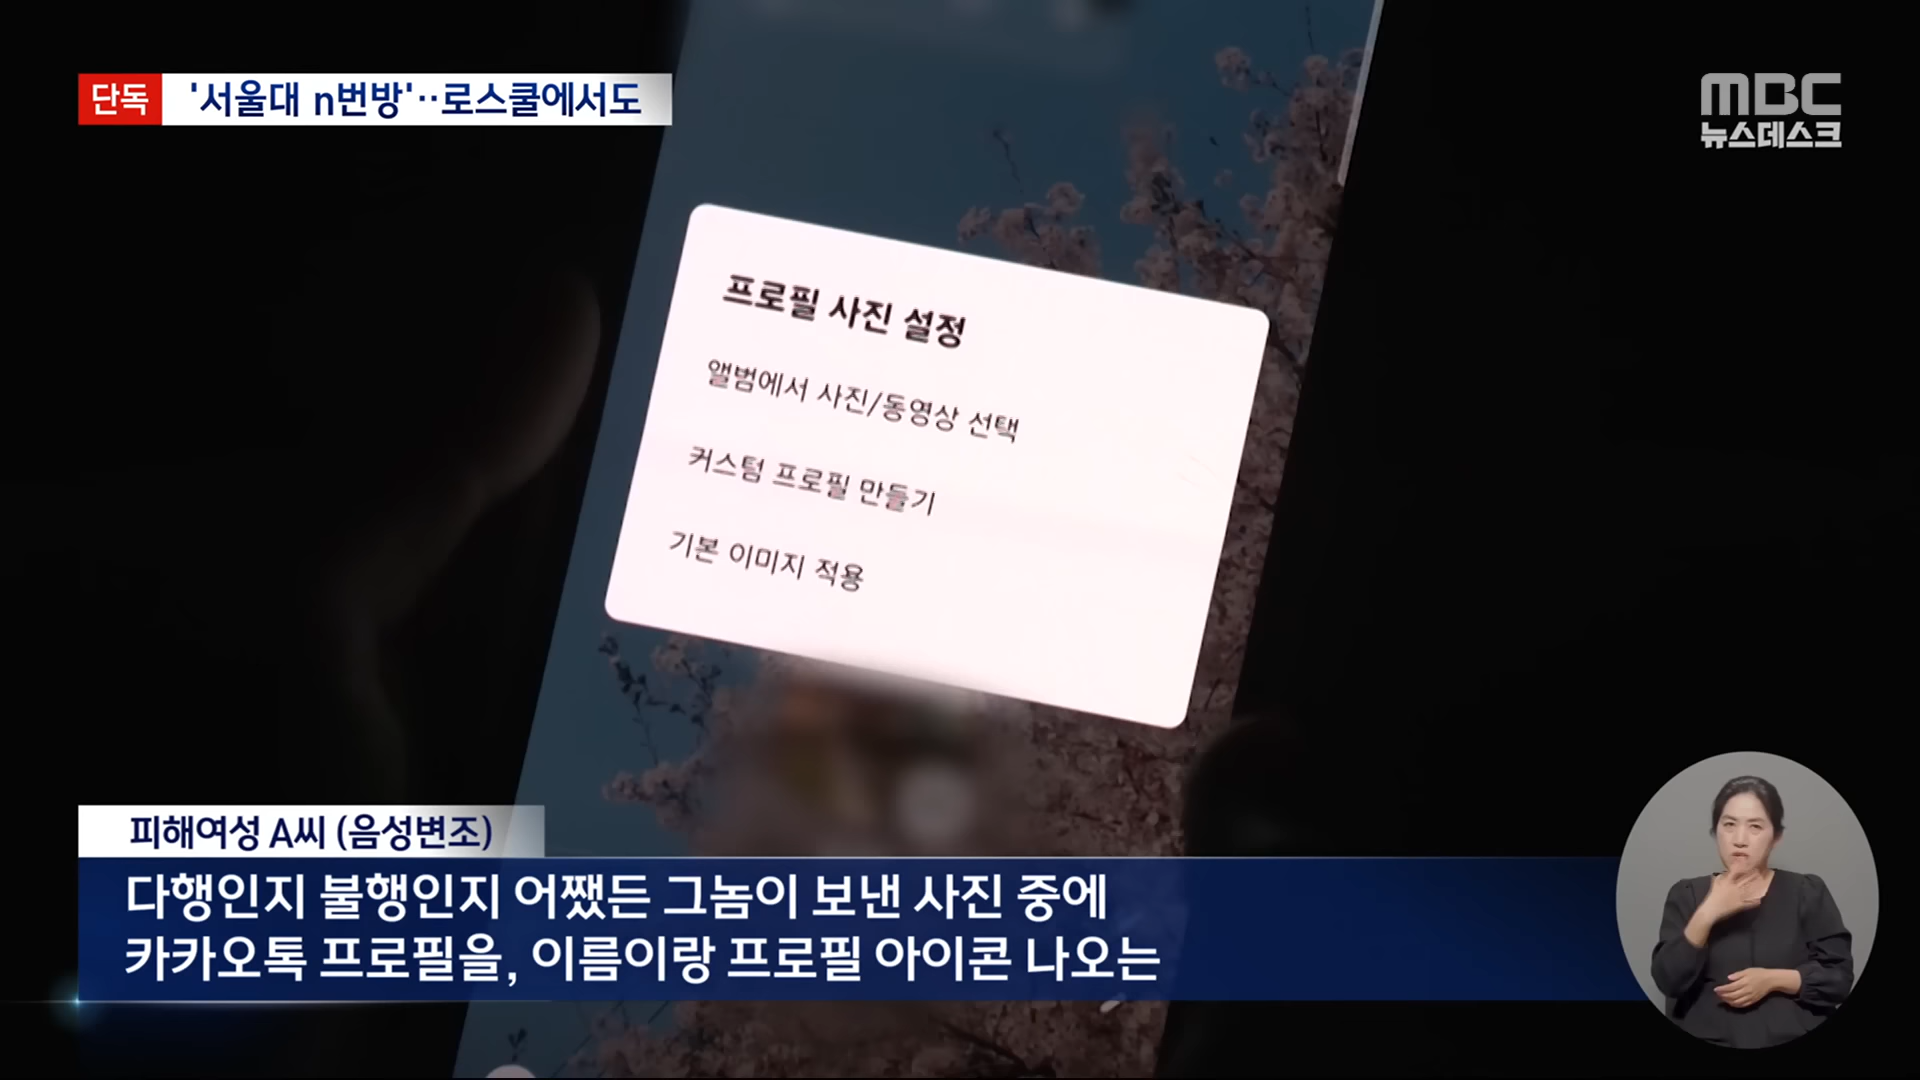 단독 '서울대 n번방'··로스쿨에서도
MBC
뉴스데스크
프로필 사진 설정
앨범에서 사진/동영상 선택
커스텀 프로필 만들기
기본 이미지 적용
피해여성 A씨 (음성변조)
다행인지 불행인지 어쨌든 그놈이 보낸 사진 중에
카카오톡 프로필을, 이름이랑 프로필 아이콘 나오는